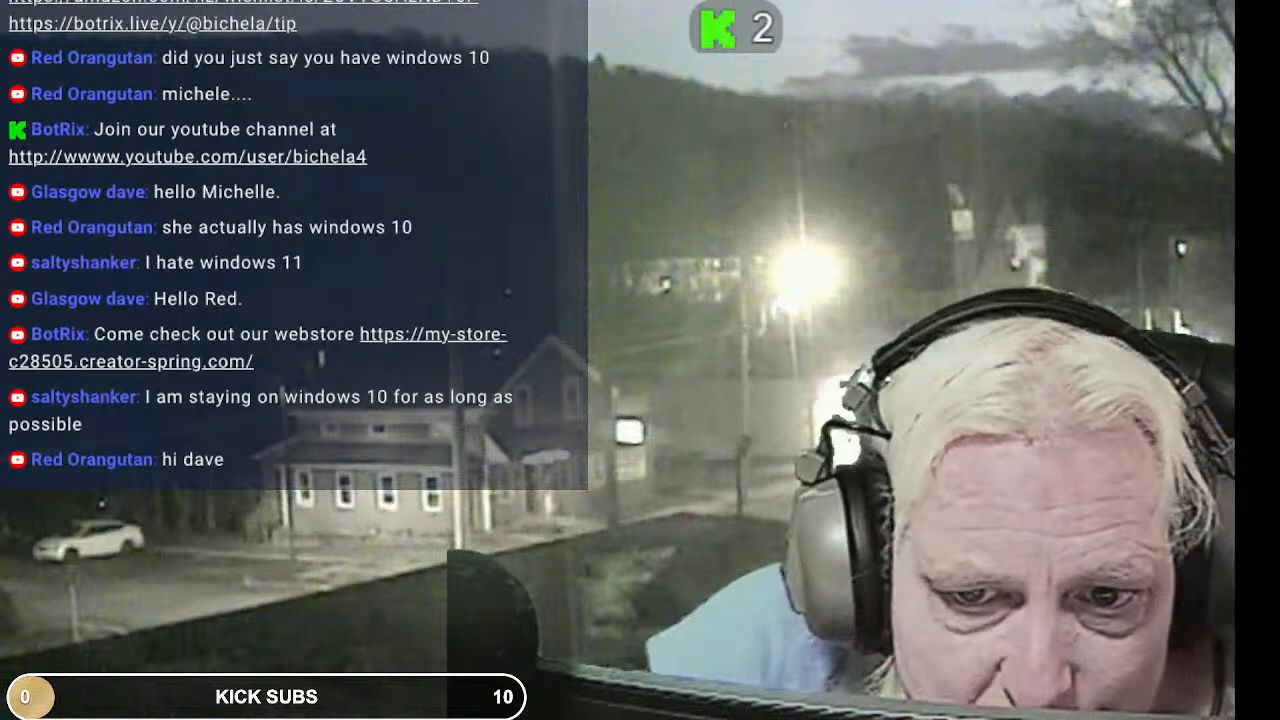 https://botrix.live/y/@bichela/tip
Red Orangutan: did you just say you have windows 10
Red Orangutan: michele....
BotRix: Join our youtube channel at
http://wwww.youtube.com/user/bichela4
Glasgow dave: hello Michelle.
Red Orangutan: she actually has windows 10
saltyshanker: I hate windows 11
Glasgow dave: Hello Red.
BotRix: Come check out our webstore https://my-store-
c28505.creator-spring.com/
saltyshanker: I am staying on windows 10 for as long as
possible
Red Orangutan: hi dave
K 2
0 KICK SUBS 10